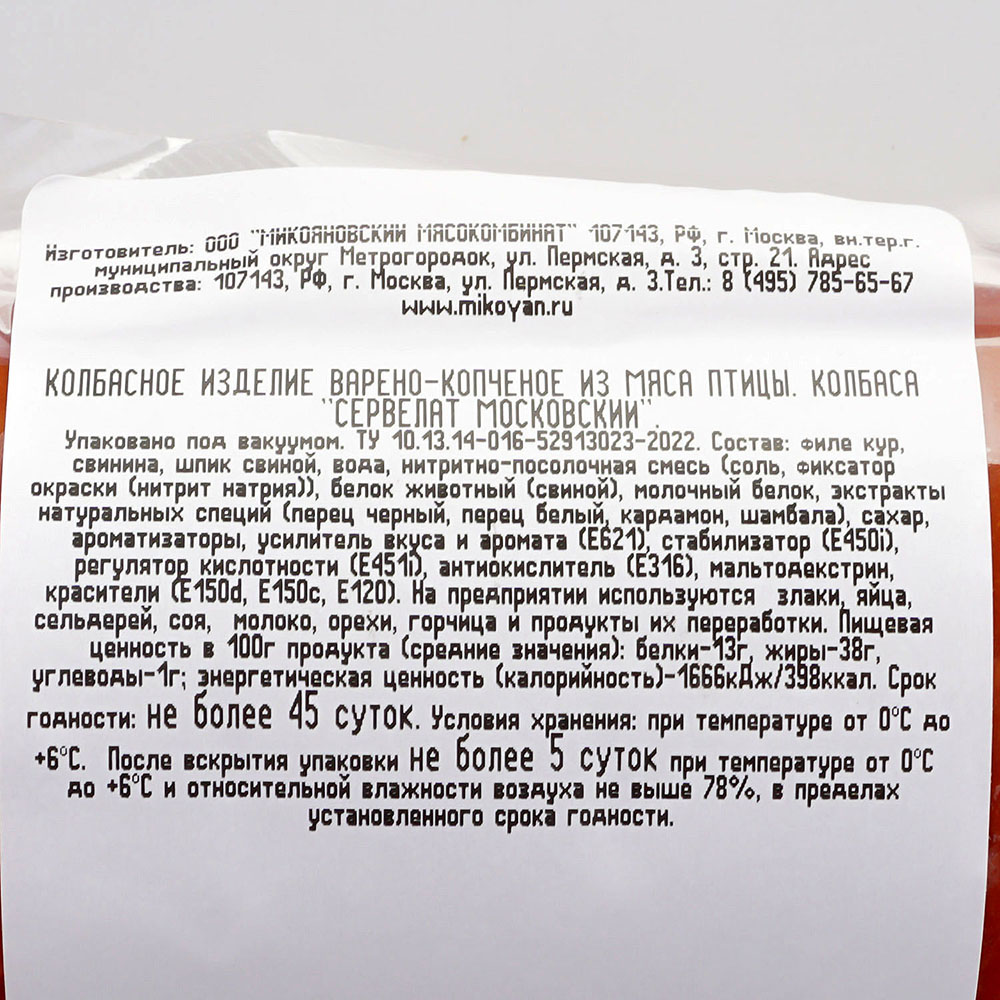 Изготовитель: ООО "МИКОЯНОВСКИЙ МЯСОКОМБИНАТ" 107143, РФ, г. Москва, вн.тер.г.
муниципальный округ Метрогородок, ул. Пермская, д. 3, стр. 21. Адрес
производства: 107143, РФ, г. Москва, ул. Пермская, д. 3.Тел.: 8 (495) 785-65-67
www.mikoyan.ru
КОЛБАСНОЕ ИЗДЕЛИЕ ВАРЕНО-КОПЧЕНОЕ ИЗ МЯСА ПТИЦЫ. КОЛБАСА
"СЕРВЕЛАТ МОСКОВСКИЙ".
Упаковано под вакуумом. ТУ 10.13.14-016-52913023-2022. Состав: филе кур,
свинина, шпик свиной, вода, нитритно-посолочная смесь (соль, фиксатор
окраски (нитрит натрия)), белок животный (свиной), молочный белок, экстракты
натуральных специй (перец черный, перец белый, кардамон, шамбала), сахар,
ароматизаторы, усилитель вкуса и аромата (Е621), стабилизатор (Е450i),
регулятор кислотности (Е451i), антиокислитель (Е316), мальтодекстрин,
красители (Е150d, Е150с, Е120). На предприятии используются злаки, яйца,
сельдерей, соя, молоко, орехи, горчица и продукты их переработки. Пищевая
ценность в 100г продукта (средние значения): белки-13г, жиры-38г,
углеводы-1г; энергетическая ценность (калорийность)-1666кДж/398ккал. Срок
годности: не более 45 суток. Условия хранения: при температуре от 0°С до
+6°С. После вскрытия упаковки не более 5 суток при температуре от 0°С
до +6°С и относительной влажности воздуха не выше 78%, в пределах
установленного срока годности.